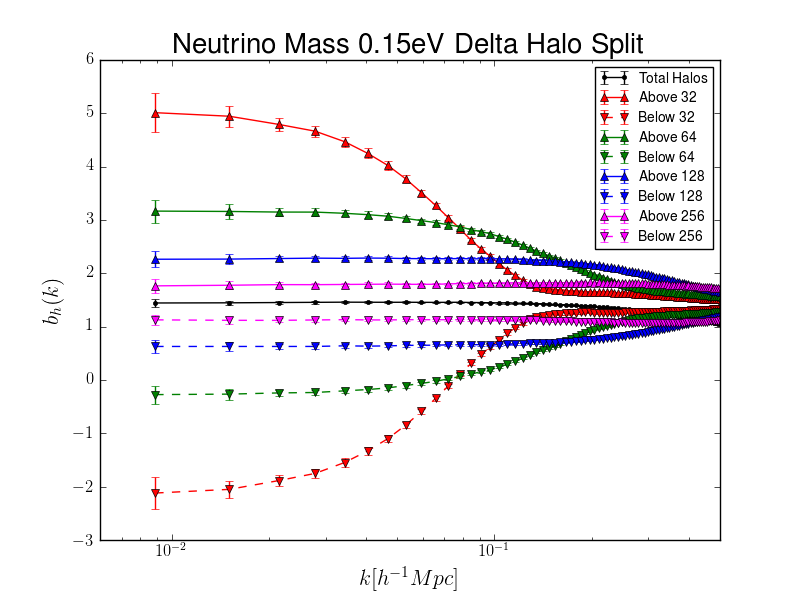 Neutrino Mass 0.15eV Delta Halo Split
6
5
4
3
2
1
0
−1
−2
−3
b_h(k)
10^{-2}
10^{-1}
k[h^{-1}Mpc]
Total Halos
Above 32
Below 32
Above 64
Below 64
Above 128
Below 128
Above 256
Below 256